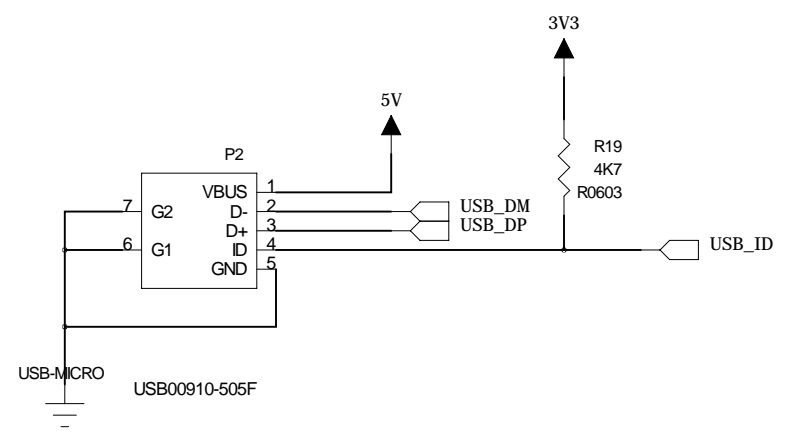 3V3
5V
R19
4K7
R0603
P2
VBUS 1
7 G2 D- 2 USB_DM
D+ 3 USB_DP
6 G1 ID 4 USB_ID
GND 5
USB-MICRO
USB00910-505F